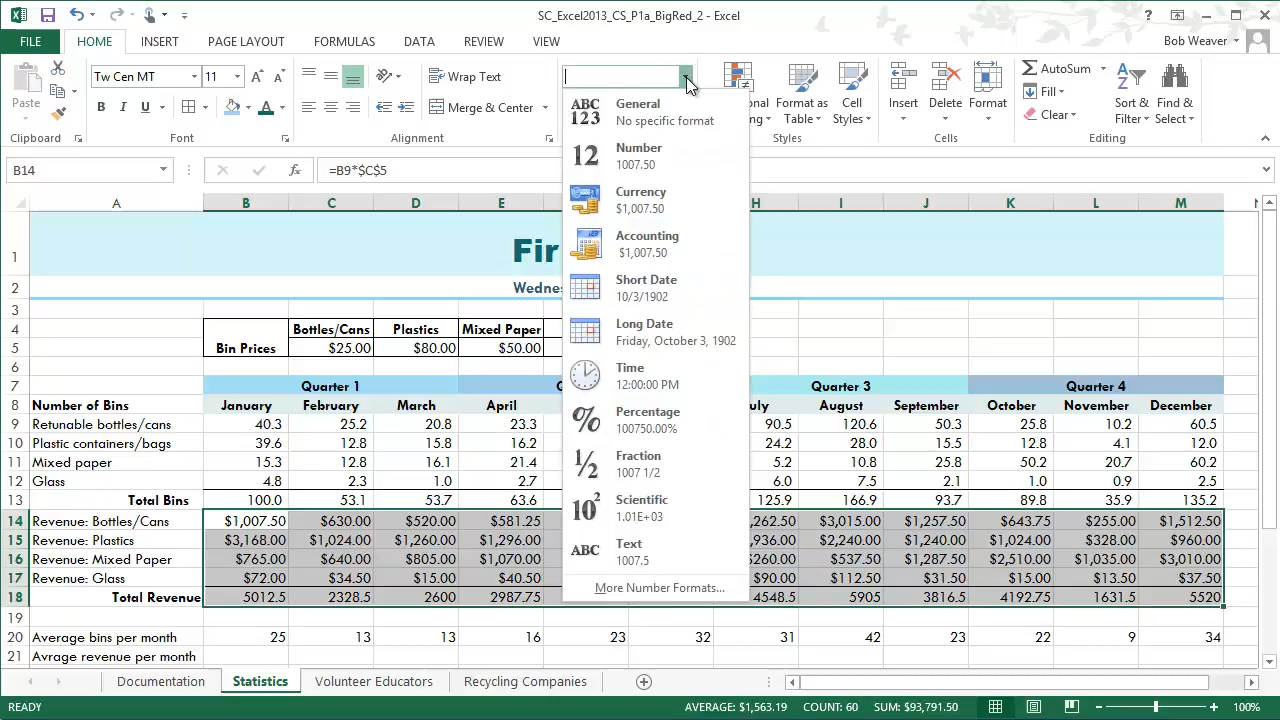 SC_Excel2013_CS_P1a_BigRed_2 - Excel
?
FILE HOME INSERT PAGE LAYOUT FORMULAS DATA REVIEW VIEW Bob Weaver
Paste
Tw Cen MT 11
Wrap Text
Merge & Center
B I U
Format as Table
Cell Styles
Insert Delete Format
AutoSum
Fill
Clear
Sort & Filter
Find & Select
Clipboard Font Alignment Styles Cells Editing
B14 fx =B9*$C$5
General
No specific format
Number
1007.50
Currency
$1,007.50
Accounting
$1,007.50
Short Date
10/3/1902
Long Date
Friday, October 3, 1902
Time
12:00:00 PM
Percentage
100750.00%
Fraction
1007 1/2
Scientific
1.01E+03
Text
1007.5
More Number Formats...
A B C D E H I J K L M
1 Fir
2 Wednes
3
4 Bottles/Cans Plastics Mixed Paper
5 Bin Prices $25.00 $80.00 $50.00
6
7 Quarter 1 Quarter 3 Quarter 4
8 Number of Bins January February March April uly August September October November December
9 Retunable bottles/cans 40.3 25.2 20.8 23.3 90.5 120.6 50.3 25.8 10.2 60.5
10 Plastic containers/bags 39.6 12.8 15.8 16.2 24.2 28.0 15.5 12.8 4.1 12.0
11 Mixed paper 15.3 12.8 16.1 21.4 5.2 10.8 25.8 50.2 20.7 60.2
12 Glass 4.8 2.3 1.0 2.7 6.0 7.5 2.1 1.0 0.9 2.5
13 Total Bins 100.0 53.1 53.7 63.6 125.9 166.9 93.7 89.8 35.9 135.2
14 Revenue: Bottles/Cans $1,007.50 $630.00 $520.00 $581.25 ,262.50 $3,015.00 $1,257.50 $643.75 $255.00 $1,512.50
15 Revenue: Plastics $3,168.00 $1,024.00 $1,260.00 $1,296.00 ,936.00 $2,240.00 $1,240.00 $1,024.00 $328.00 $960.00
16 Revenue: Mixed Paper $765.00 $640.00 $805.00 $1,070.00 $260.00 $537.50 $1,287.50 $2,510.00 $1,035.00 $3,010.00
17 Revenue: Glass $72.00 $34.50 $15.00 $40.50 $90.00 $112.50 $31.50 $15.00 $13.50 $37.50
18 Total Revenue 5012.5 2328.5 2600 2987.75 4548.5 5905 3816.5 4192.75 1631.5 5520
19
20 Average bins per month 25 13 13 16 23 32 31 42 23 22 9 34
21 Avrage revenue per month
Documentation Statistics Volunteer Educators Recycling Companies
READY AVERAGE: $1,563.19 COUNT: 60 SUM: $93,791.50 100%